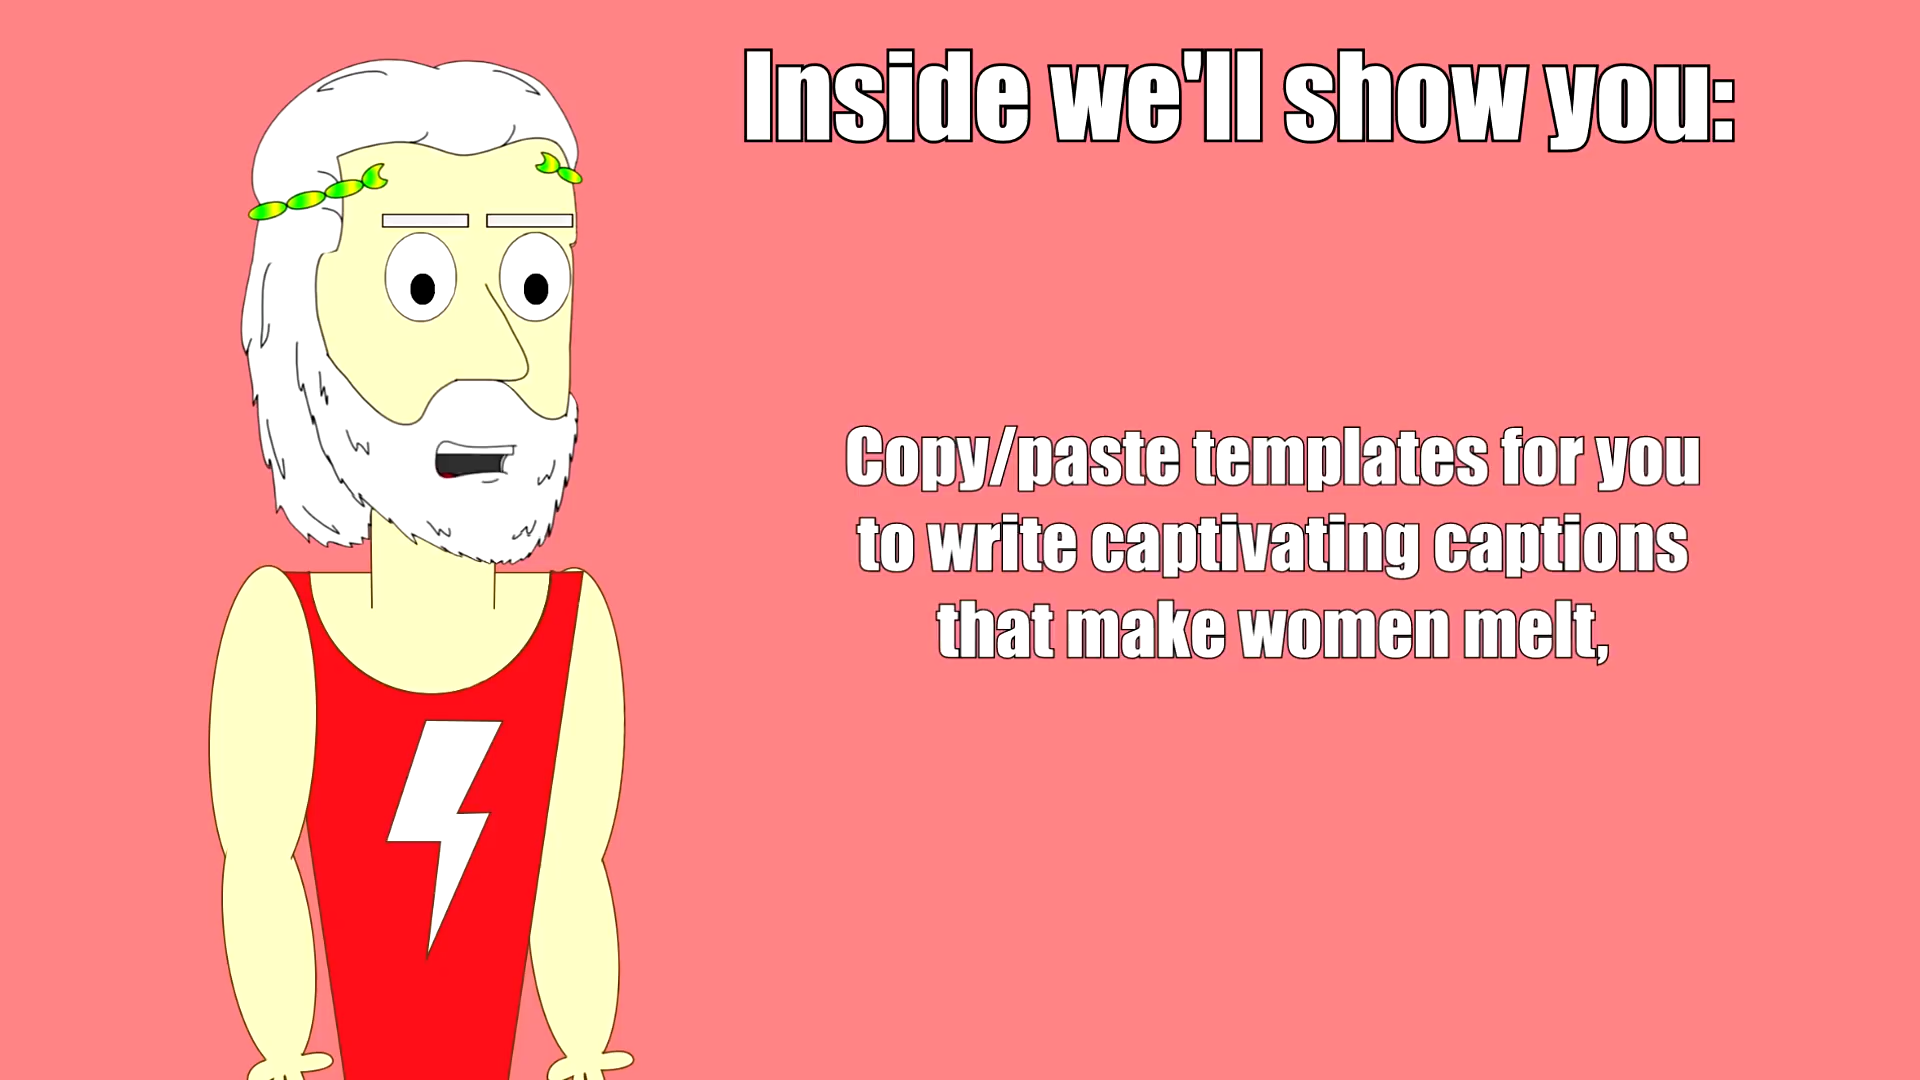 Inside we'll show you:
Copy/paste templates for you
to write captivating captions
that make women melt,